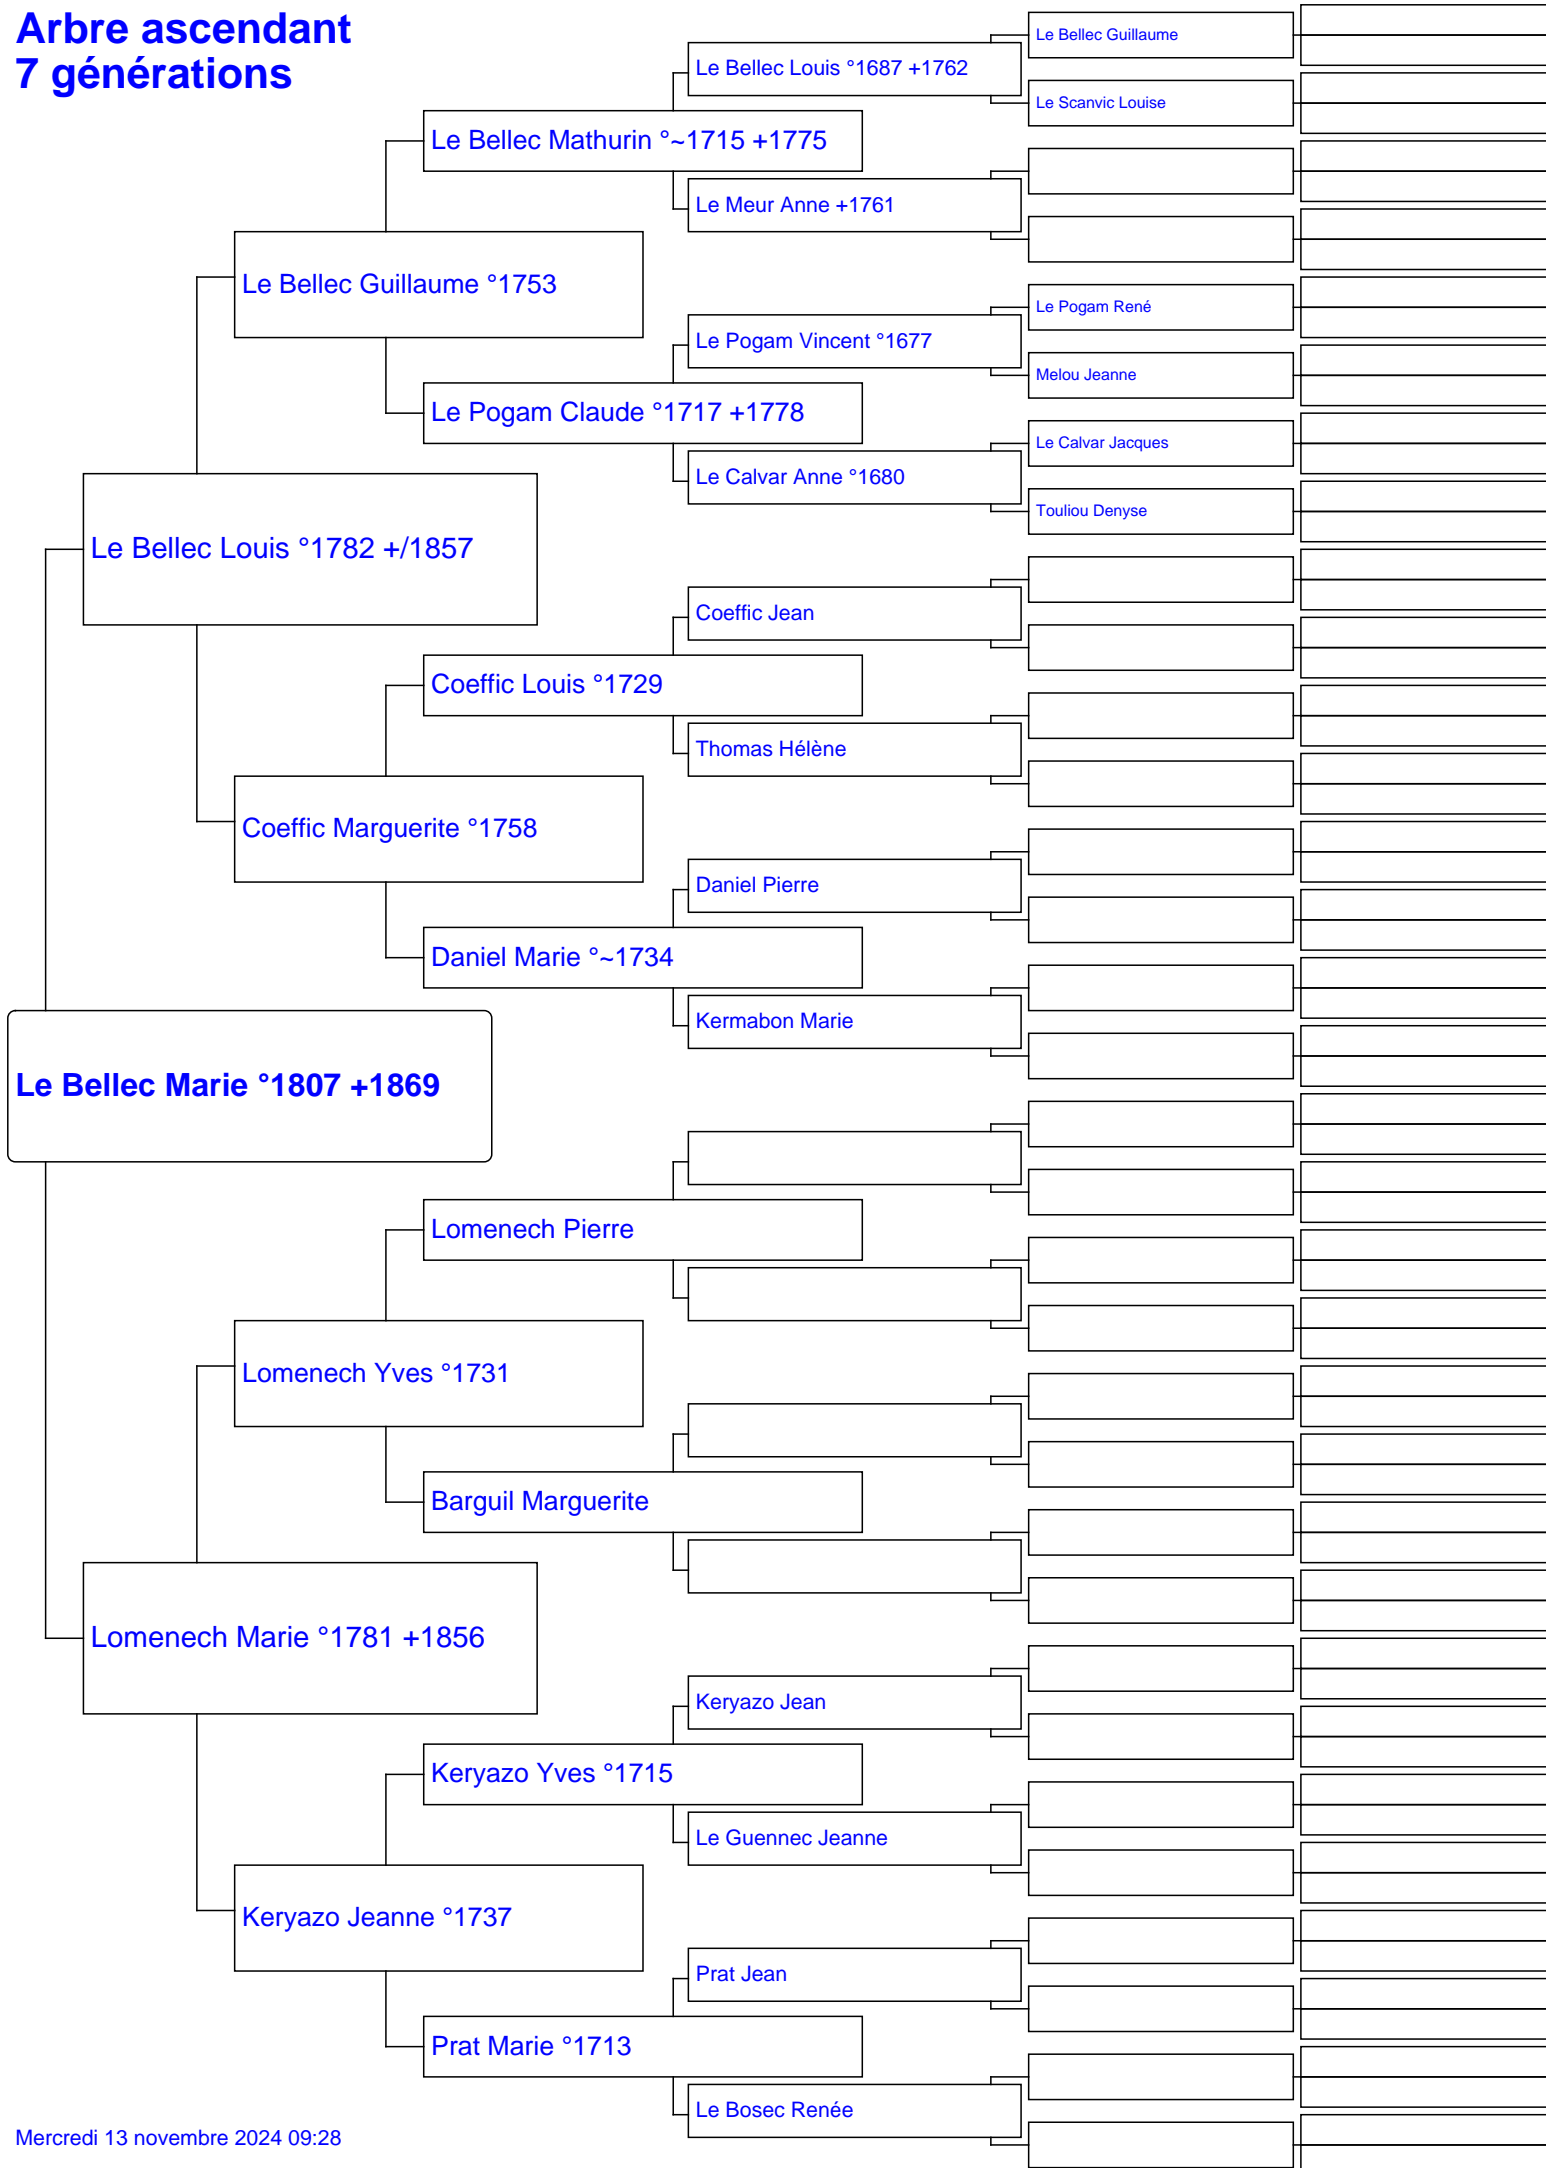 Arbre ascendant
7 générations
Le Bellec Guillaume
Le Bellec Louis °1687 +1762
Le Scanvic Louise
Le Bellec Mathurin °~1715 +1775
Le Meur Anne +1761
Le Bellec Guillaume °1753
Le Pogam René
Le Pogam Vincent °1677
Melou Jeanne
Le Pogam Claude °1717 +1778
Le Calvar Jacques
Le Calvar Anne °1680
Touliou Denyse
Le Bellec Louis °1782 +/1857
Coeffic Jean
Coeffic Louis °1729
Thomas Hélène
Coeffic Marguerite °1758
Daniel Pierre
Daniel Marie °~1734
Kermabon Marie
Le Bellec Marie °1807 +1869
Lomenech Pierre
Lomenech Yves °1731
Barguil Marguerite
Lomenech Marie °1781 +1856
Keryazo Jean
Keryazo Yves °1715
Le Guennec Jeanne
Keryazo Jeanne °1737
Prat Jean
Prat Marie °1713
Le Bosec Renée
Mercredi 13 novembre 2024 09:28